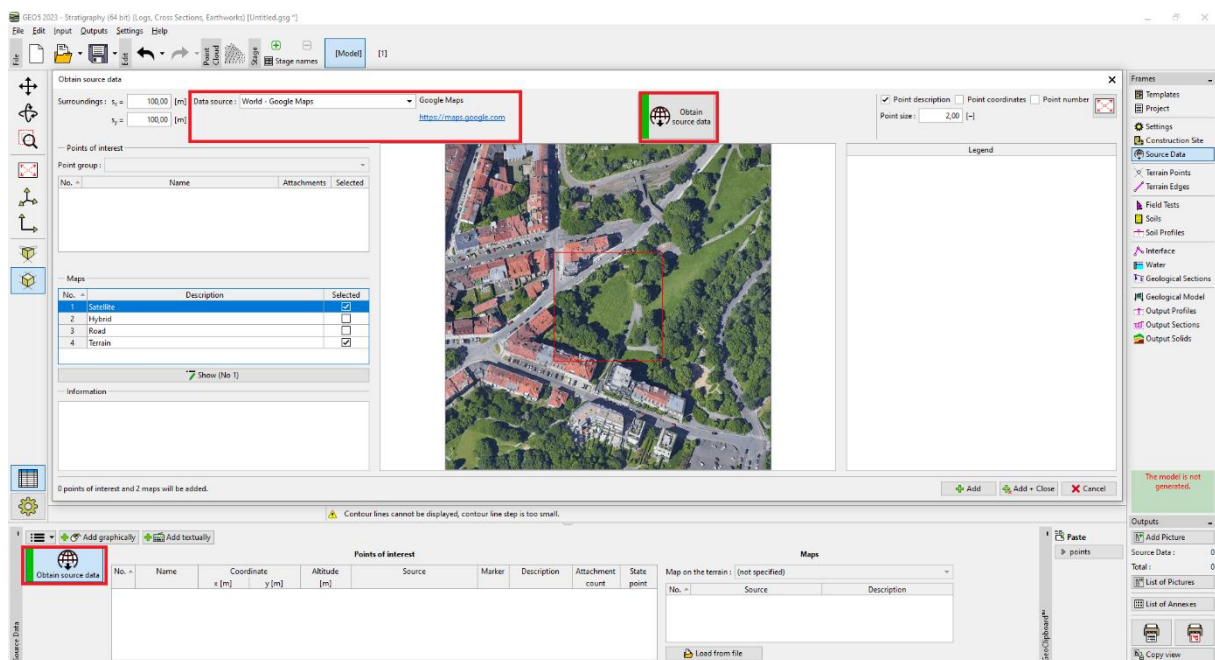 GEO5 2023 - Stratigraphy (64 bit) (Logs, Cross Sections, Earthworks) [Untitled.gsg *]
File Edit Input Outputs Settings Help
File
Edit
Point Cloud
Stage
Stage names
[Model]
[1]
Obtain source data
Surroundings : sx = 100,00 [m]
sy = 100,00 [m]
Data source : World - Google Maps
Google Maps
https://maps.google.com
Obtain source data
Point description Point coordinates Point number
Point size : 2,00 [–]
Points of interest
Point group :
No. Name Attachments Selected
Maps
No. Description Selected
1 Satellite
2 Hybrid
3 Road
4 Terrain
Show (No 1)
Information
Legend
0 points of interest and 2 maps will be added.
Add Add + Close Cancel
Contour lines cannot be displayed, contour line step is too small.
Frames
Templates
Project
Settings
Construction Site
Source Data
Terrain Points
Terrain Edges
Field Tests
Soils
Soil Profiles
Interface
Water
Geological Sections
Geological Model
Output Profiles
Output Sections
Output Solids
The model is not
generated.
Add graphically Add textually
Obtain source data
Source Data
Points of interest
No. Name Coordinate Altitude Source Marker Description Attachment State
x [m] y [m] [m] count point
Maps
Map on the terrain : (not specified)
No. Source Description
Load from file
GeoClipboard™
Paste
points
Outputs
Add Picture
Source Data : 0
Total : 0
List of Pictures
List of Annexes
Copy view